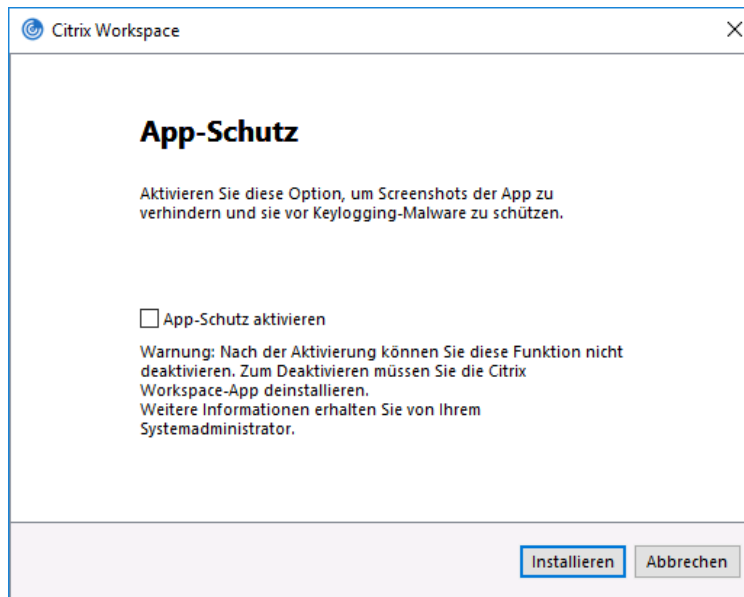 Citrix Workspace
App-Schutz
Aktivieren Sie diese Option, um Screenshots der App zu
verhindern und sie vor Keylogging-Malware zu schützen.
App-Schutz aktivieren
Warnung: Nach der Aktivierung können Sie diese Funktion nicht
deaktivieren. Zum Deaktivieren müssen Sie die Citrix
Workspace-App deinstallieren.
Weitere Informationen erhalten Sie von Ihrem
Systemadministrator.
Installieren Abbrechen